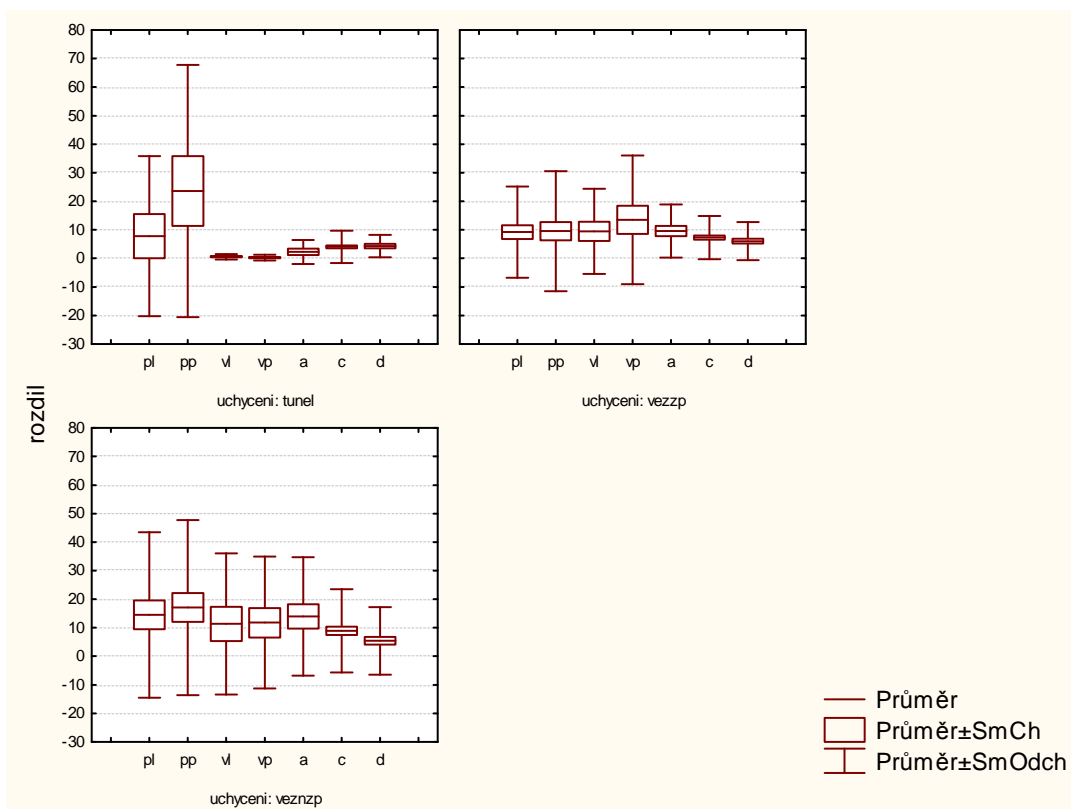 80
70
60
50
40
30
20
10
0
-10
-20
-30
pl pp vl vp a c d
uchyceni: tunel
pl pp vl vp a c d
uchyceni: vezzp
rozdil
80
70
60
50
40
30
20
10
0
-10
-20
-30
pl pp vl vp a c d
uchyceni: veznzp
Průměr
Průměr±SmCh
Průměr±SmOdch